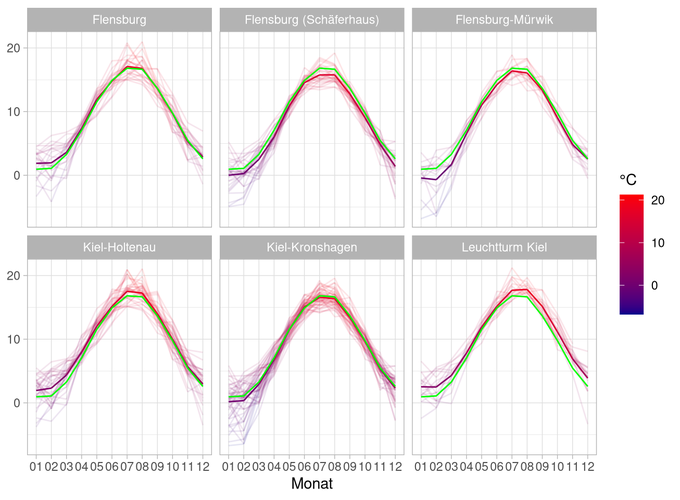 Flensburg
Flensburg (Schäferhaus)
Flensburg-Mürwik
20
10
0
°C
20
10
0
Kiel-Holtenau
Kiel-Kronshagen
Leuchtturm Kiel
20
10
0
01 02 03 04 05 06 07 08 09 10 11 12
01 02 03 04 05 06 07 08 09 10 11 12
01 02 03 04 05 06 07 08 09 10 11 12
Monat